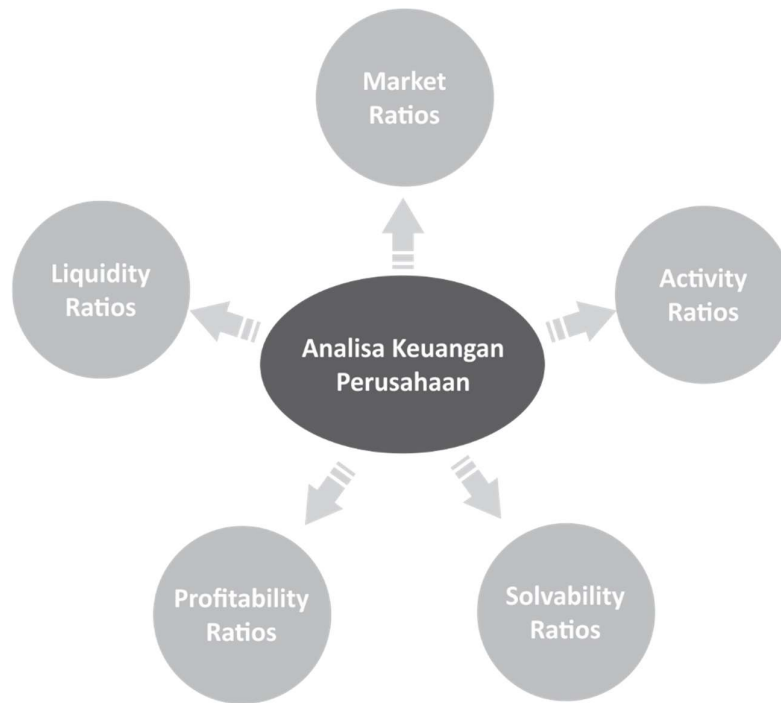 Market
Ratios
Liquidity
Ratios
Activity
Ratios
Analisa Keuangan
Perusahaan
Profitability
Ratios
Solvability
Ratios